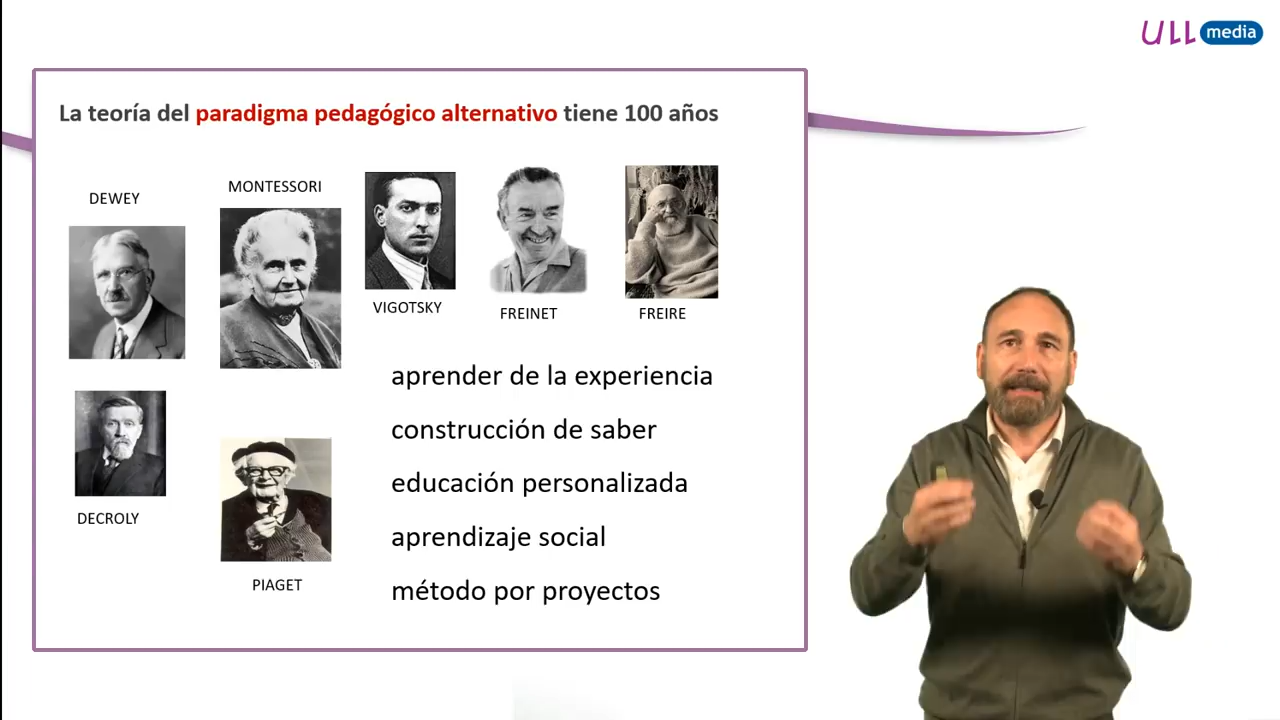 ULL media
La teoría del paradigma pedagógico alternativo tiene 100 años
DEWEY
MONTESSORI
VIGOTSKY
FREINET
FREIRE
DECROLY
PIAGET
aprender de la experiencia
construcción de saber
educación personalizada
aprendizaje social
método por proyectos